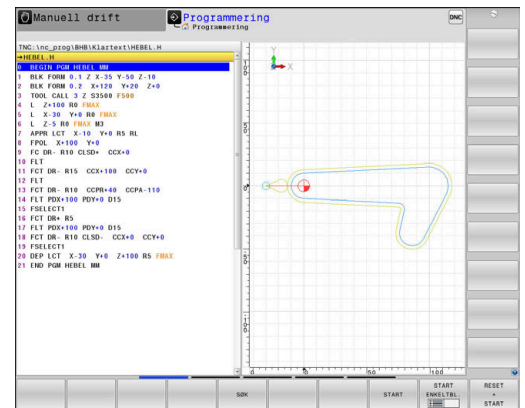 Manuell drift
Programmering
Programmering
DNC
TNC:\nc_prog\BHB\Klartext\HEBEL.H
→HEBEL.H
0 BEGIN PGM HEBEL MM
1 BLK FORM 0.1 Z X-35 Y-50 Z-10
2 BLK FORM 0.2 X+120 Y+20 Z+0
3 TOOL CALL 3 Z S3500 F500
4 L Z+100 R0 FMAX
5 L X-30 Y+0 R0 FMAX
6 L Z-5 R0 FMAX M3
7 APPR LCT X-10 Y+0 R5 RL
8 FPOL X+100 Y+0
9 FC DR- R10 CLSD+ CCX+0
10 FLT
11 FCT DR- R15 CCX+100 CCY+0
12 FLT
13 FCT DR- R10 CCPR+40 CCPA-110
14 FLT PDX+100 PDY+0 D15
15 FSELECT1
16 FCT DR+ R5
17 FLT PDX+100 PDY+0 D15
18 FCT DR- R10 CLSD- CCX+0 CCY+0
19 FSELECT1
20 DEP LCT X-30 Y+0 Z+100 R5 FMAX
21 END PGM HEBEL MM
Y
X
100
50
0
-50
0
50
100
SØK
START
START
ENKELTBL.
RESET
+
START